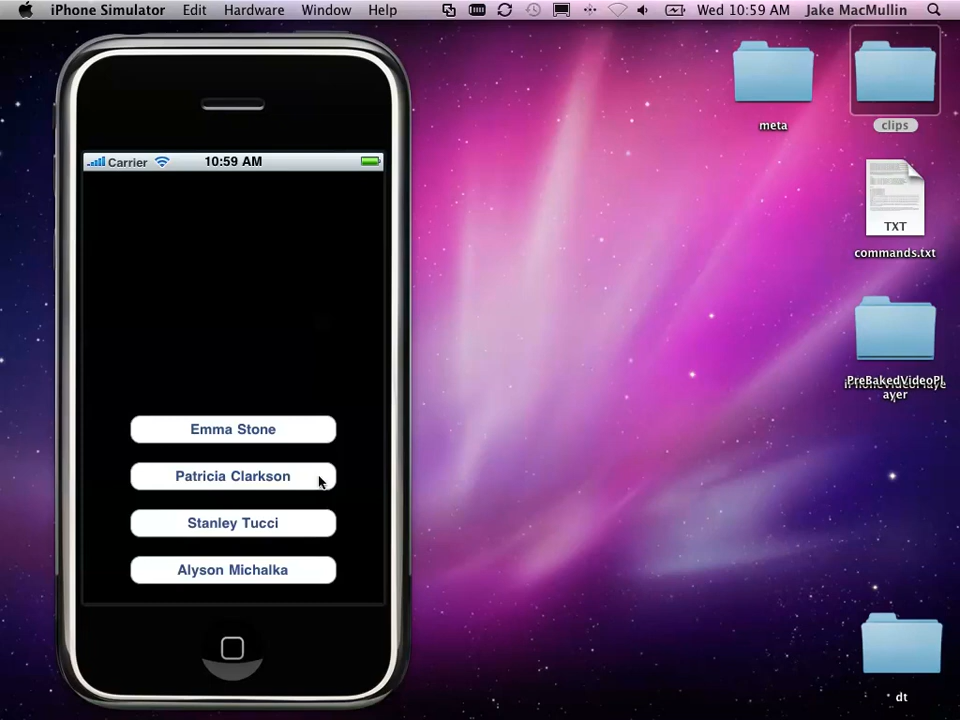 iPhone Simulator Edit Hardware Window Help Wed 10:59 AM Jake MacMullin
meta
clips
Carrier 10:59 AM
TXT
commands.txt
PreBakedVideoPl
ayer
Emma Stone
Patricia Clarkson
Stanley Tucci
Alyson Michalka
dt